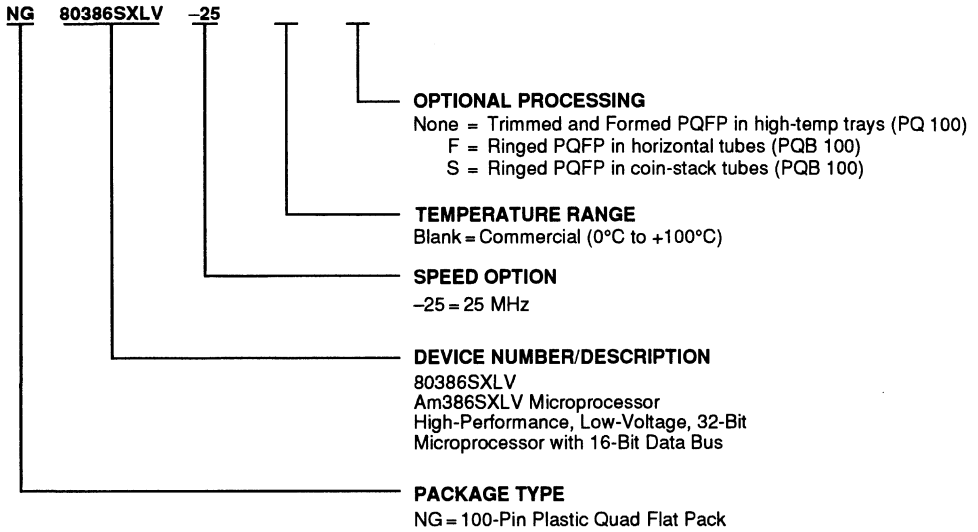 NG 80386SXLV –25
OPTIONAL PROCESSING
None = Trimmed and Formed PQFP in high-temp trays (PQ 100)
F = Ringed PQFP in horizontal tubes (PQB 100)
S = Ringed PQFP in coin-stack tubes (PQB 100)
TEMPERATURE RANGE
Blank = Commercial (0°C to +100°C)
SPEED OPTION
–25 = 25 MHz
DEVICE NUMBER/DESCRIPTION
80386SXLV
Am386SXLV Microprocessor
High-Performance, Low-Voltage, 32-Bit
Microprocessor with 16-Bit Data Bus
PACKAGE TYPE
NG = 100-Pin Plastic Quad Flat Pack